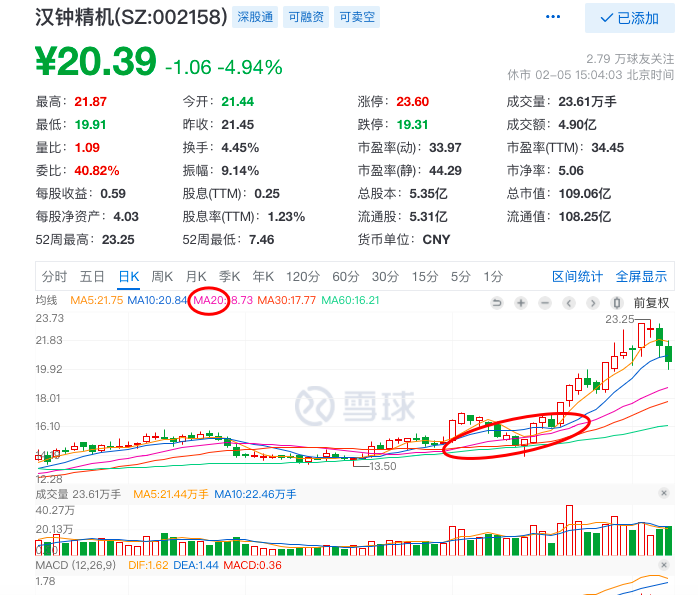 汉钟精机(SZ:002158) 深股通 可融资 可卖空 ··· ✓已添加
¥20.39 -1.06 -4.94%
2.79 万球友关注
休市 02-05 15:04:03 北京时间
最高：21.87 今开：21.44 涨停：23.60 成交量：23.61万手
最低：19.91 昨收：21.45 跌停：19.31 成交额：4.90亿
量比：1.09 换手：4.45% 市盈率(动)：33.97 市盈率(TTM)：34.45
委比：40.82% 振幅：9.14% 市盈率(静)：44.29 市净率：5.06
每股收益：0.59 股息(TTM)：0.25 总股本：5.35亿 总市值：109.06亿
每股净资产：4.03 股息率(TTM)：1.23% 流通股：5.31亿 流通值：108.25亿
52周最高：23.25 52周最低：7.46 货币单位：CNY
分时 五日 日K 周K 月K 季K 年K 120分 60分 30分 15分 5分 1分 区间统计 全屏显示
均线 MA5:21.75 MA10:20.84 MA20:18.73 MA30:17.77 MA60:16.21 前复权
23.73
23.25
21.83
19.92
18.01
雪球
16.10
13.50
12.28
成交量 23.61万手 MA5:21.44万手 MA10:22.46万手
40.27万
20.13万
MACD (12,26,9) DIF:1.62 DEA:1.44 MACD:0.36
1.78